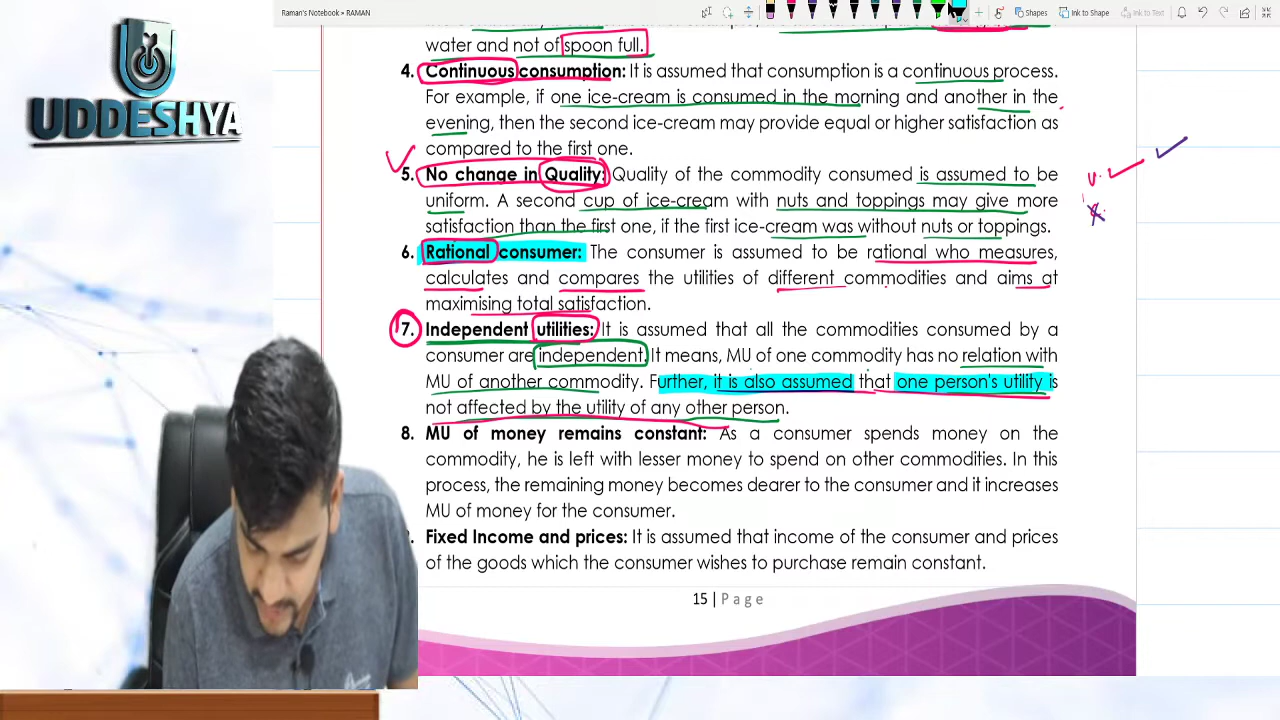 Raman's Notebook » RAMAN
Shapes
Ink to Shape
Ink to Text
UDDESHYA
water and not of spoon full.
4. Continuous consumption: It is assumed that consumption is a continuous process.
For example, if one ice-cream is consumed in the morning and another in the
evening, then the second ice-cream may provide equal or higher satisfaction as
compared to the first one.
5. No change in Quality: Quality of the commodity consumed is assumed to be
uniform. A second cup of ice-cream with nuts and toppings may give more
satisfaction than the first one, if the first ice-cream was without nuts or toppings.
6. Rational consumer: The consumer is assumed to be rational who measures,
calculates and compares the utilities of different commodities and aims at
maximising total satisfaction.
7. Independent utilities: It is assumed that all the commodities consumed by a
consumer are independent. It means, MU of one commodity has no relation with
MU of another commodity. Further, it is also assumed that one person's utility is
not affected by the utility of any other person.
8. MU of money remains constant: As a consumer spends money on the
commodity, he is left with lesser money to spend on other commodities. In this
process, the remaining money becomes dearer to the consumer and it increases
MU of money for the consumer.
Fixed Income and prices: It is assumed that income of the consumer and prices
of the goods which the consumer wishes to purchase remain constant.
15 | Page